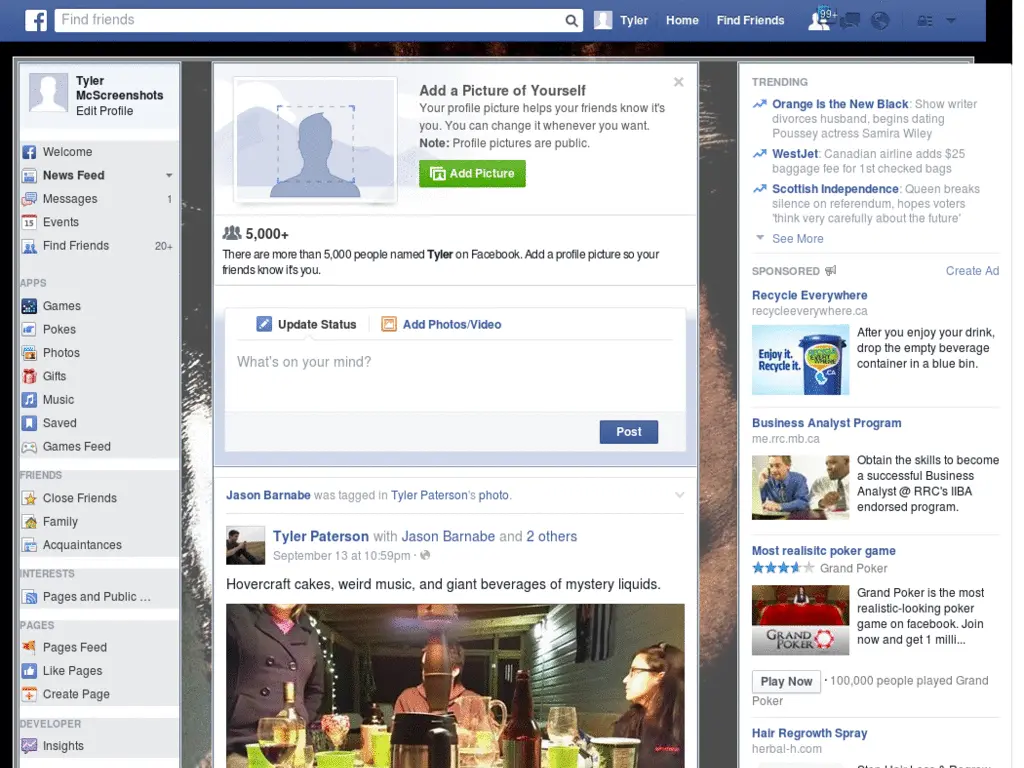 f
Find friends
Tyler
Home
Find Friends
99+
Tyler
McScreenshots
Edit Profile
Welcome
News Feed
Messages 1
15 Events
Find Friends 20+
APPS
Games
Pokes
Photos
Gifts
Music
Saved
Games Feed
FRIENDS
Close Friends
Family
Acquaintances
INTERESTS
Pages and Public ...
PAGES
Pages Feed
Like Pages
Create Page
DEVELOPER
Insights
Add a Picture of Yourself
Your profile picture helps your friends know it's
you. You can change it whenever you want.
Note: Profile pictures are public.
Add Picture
5,000+
There are more than 5,000 people named Tyler on Facebook. Add a profile picture so your
friends know it's you.
Update Status
Add Photos/Video
What's on your mind?
Post
Jason Barnabe was tagged in Tyler Paterson's photo.
Tyler Paterson with Jason Barnabe and 2 others
September 13 at 10:59pm ·
Hovercraft cakes, weird music, and giant beverages of mystery liquids.
TRENDING
Orange Is the New Black: Show writer
divorces husband, begins dating
Poussey actress Samira Wiley
WestJet: Canadian airline adds $25
baggage fee for 1st checked bags
Scottish Independence: Queen breaks
silence on referendum, hopes voters
'think very carefully about the future'
See More
SPONSORED
Create Ad
Recycle Everywhere
recycleeverywhere.ca
Enjoy it.
Recycle it.
RECYCLE
EVERYWHERE
.CA
After you enjoy your drink,
drop the empty beverage
container in a blue bin.
Business Analyst Program
me.rrc.mb.ca
Obtain the skills to become
a successful Business
Analyst @ RRC's IIBA
endorsed program.
Most realisitc poker game
Grand Poker
GRAND
POKER
Grand Poker is the most
realistic-looking poker
game on facebook. Join
now and get 1 milli...
Play Now · 100,000 people played Grand
Poker
Hair Regrowth Spray
herbal-h.com
Stop Hair Loss & Regrow